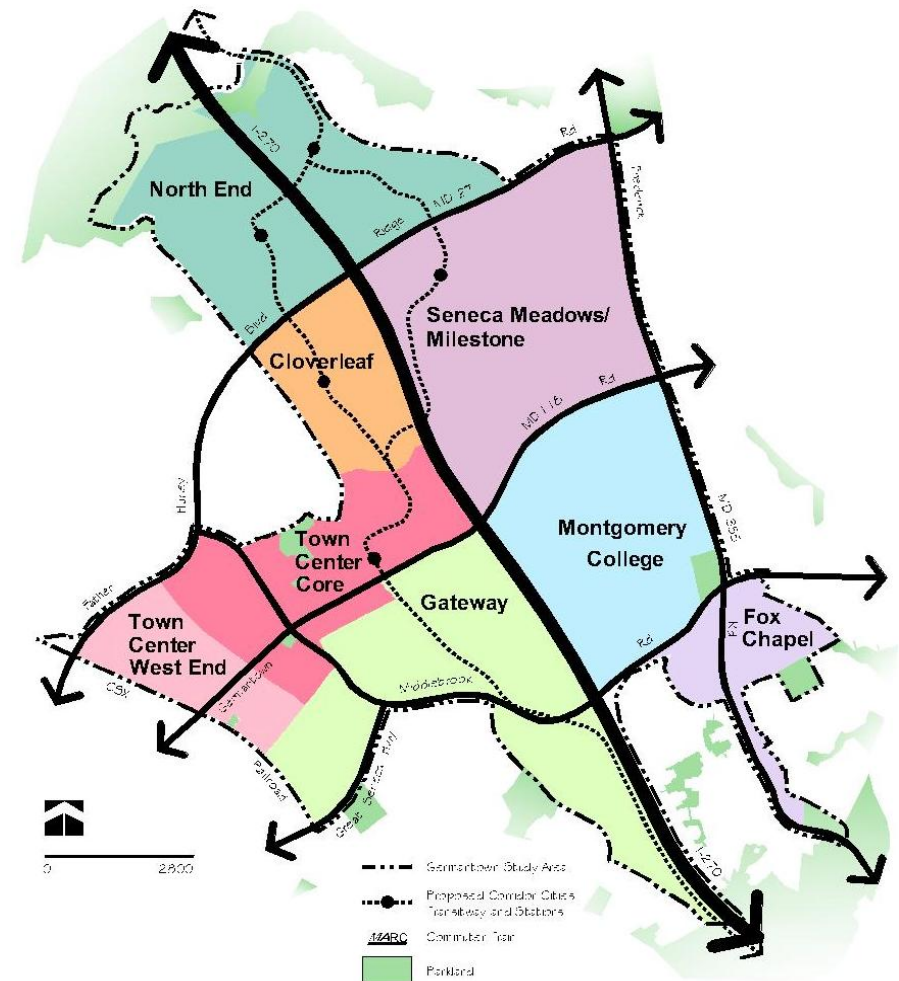 I-270
North End
Ridge
MD 27
Rd
Frederick
Blvd
Seneca Meadows/
Milestone
Cloverleaf
MD 118
Rd
Hurley
MD 355
Town
Center
Core
Montgomery
College
Gateway
Father
Town
Center
West End
Fox
Chapel
Rd
CSX
Germantown
Middlebrook
Railroad
Great Seneca Hwy
I-270
0
2800
Germantown Study Area
Proposed Corridor Cities
Transitway and Stations
MARC
Commuter Train
Parkland